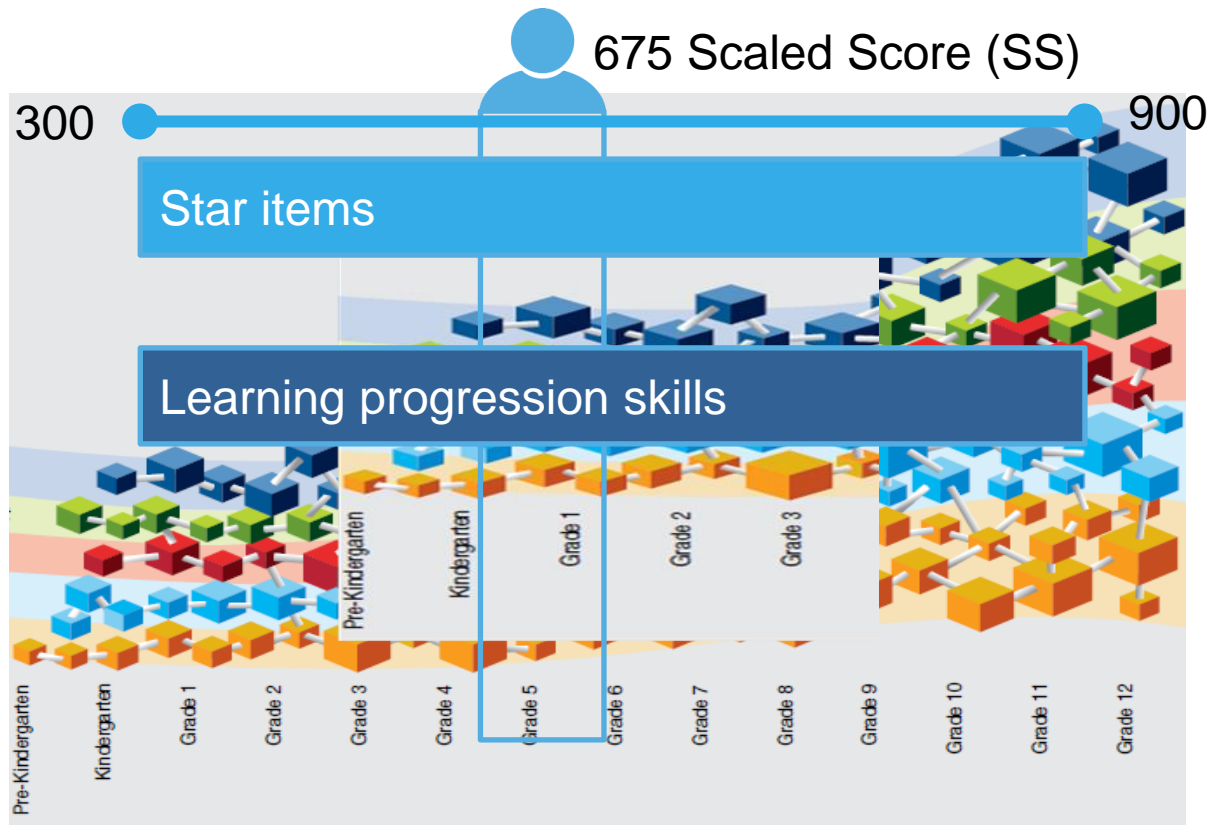 675 Scaled Score (SS)
300
900
Star items
Learning progression skills
Pre-Kindergarten
Kindergarten
Grade 1
Grade 2
Grade 3
Pre-Kindergarten
Kindergarten
Grade 1
Grade 2
Grade 3
Grade 4
Grade 5
Grade 6
Grade 7
Grade 8
Grade 9
Grade 10
Grade 11
Grade 12